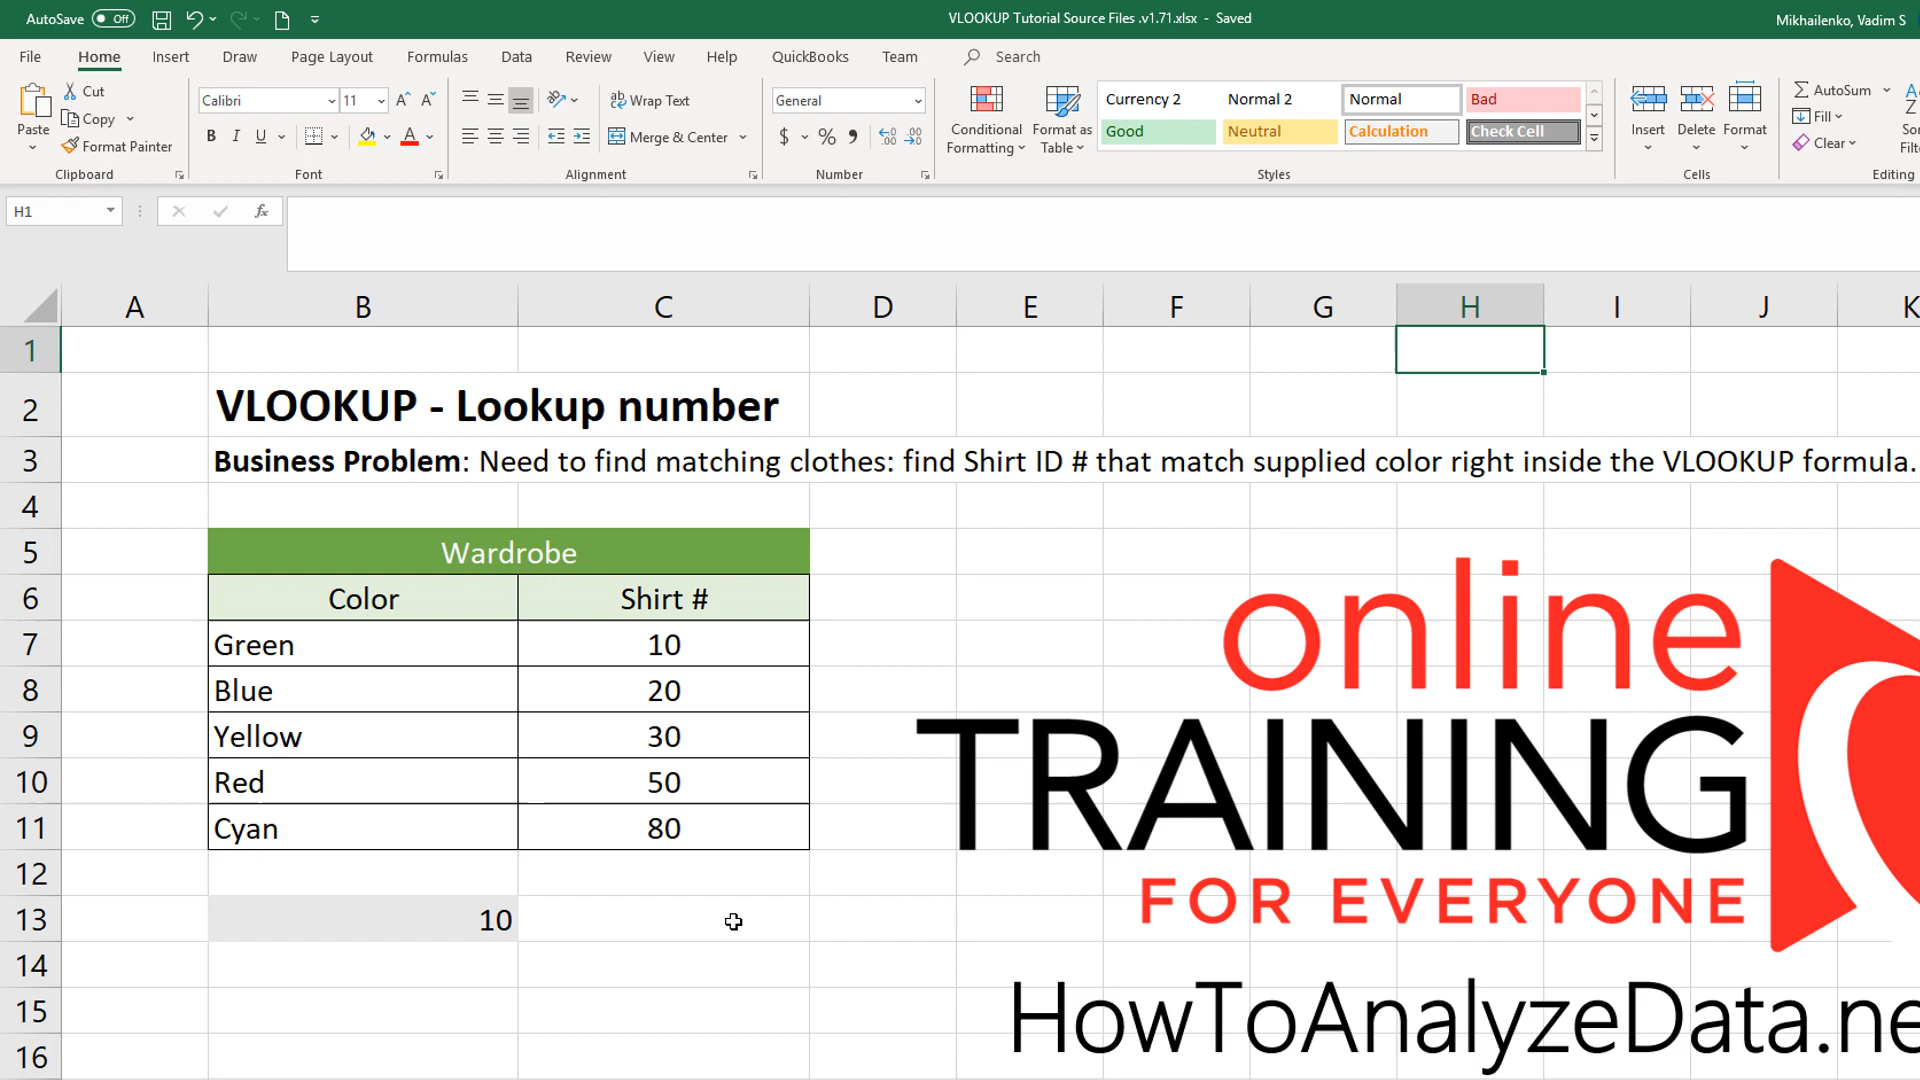 AutoSave Off VLOOKUP Tutorial Source Files .v1.71.xlsx - Saved Mikhailenko, Vadim S
File Home Insert Draw Page Layout Formulas Data Review View Help QuickBooks Team Search
Paste
Cut
Copy
Format Painter
Clipboard
Calibri 11
B I U A
Font
Wrap Text
Merge & Center
Alignment
General
$ % 9
Number
Conditional Formatting
Format as Table
Currency 2 Normal 2 Normal Bad
Good Neutral Calculation Check Cell
Styles
Insert Delete Format
Cells
AutoSum
Fill
Clear
Editing
H1 fx
A B C D E F G H I J K
1
2 VLOOKUP - Lookup number
3 Business Problem: Need to find matching clothes: find Shirt ID # that match supplied color right inside the VLOOKUP formula.
4
5 Wardrobe
6 Color Shirt #
7 Green 10
8 Blue 20
9 Yellow 30
10 Red 50
11 Cyan 80
12
13 10
14
15
16
online
TRAINING
FOR EVERYONE
HowToAnalyzeData.ne